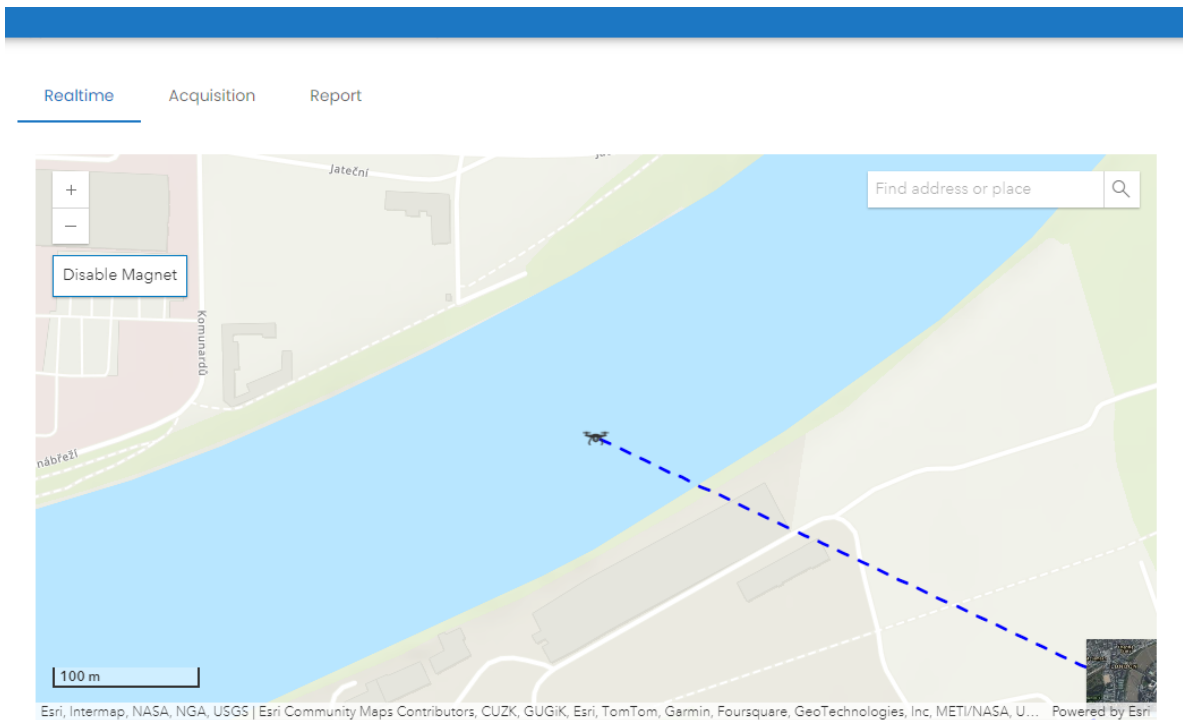 Realtime Acquisition Report
Jateční
Find address or place
Disable Magnet
Komunardů
nábřeží
100 m
Esri, Intermap, NASA, NGA, USGS | Esri Community Maps Contributors, CUZK, GUGiK, Esri, TomTom, Garmin, Foursquare, GeoTechnologies, Inc, METI/NASA, U... Powered by Esri